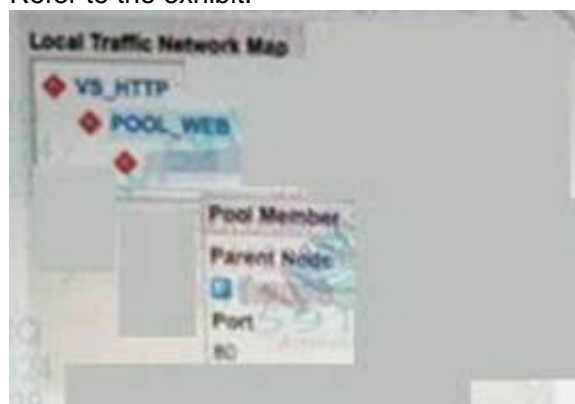 Refer to the exhibit.
Local Traffic Network Map
VS_HTTP
POOL_WEB
Pool Member
Parent Node
Port
80